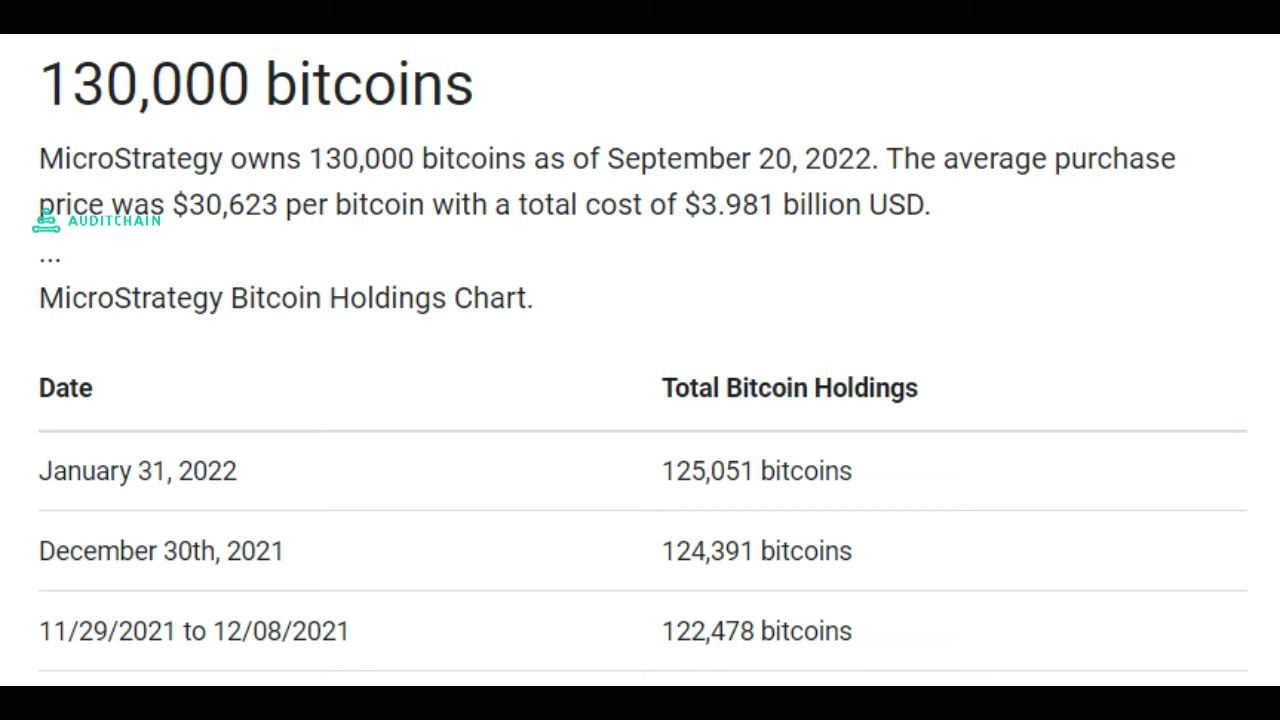 130,000 bitcoins
MicroStrategy owns 130,000 bitcoins as of September 20, 2022. The average purchase
price was $30,623 per bitcoin with a total cost of $3.981 billion USD.
AUDITCHAIN
...
MicroStrategy Bitcoin Holdings Chart.
Date Total Bitcoin Holdings
January 31, 2022 125,051 bitcoins
December 30th, 2021 124,391 bitcoins
11/29/2021 to 12/08/2021 122,478 bitcoins